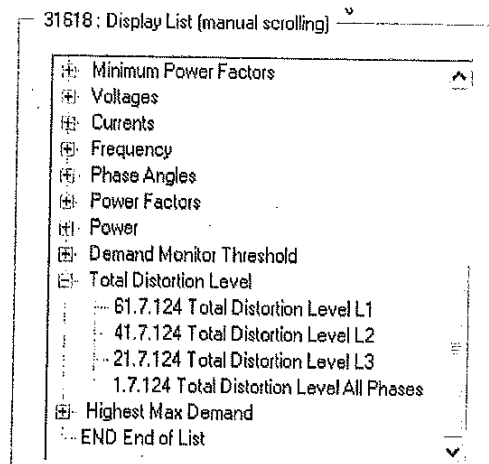 31618 : Display List (manual scrolling)
Minimum Power Factors
Voltages
Currents
Frequency
Phase Angles
Power Factors
Power
Demand Monitor Threshold
Total Distortion Level
61.7.124 Total Distortion Level L1
41.7.124 Total Distortion Level L2
21.7.124 Total Distortion Level L3
1.7.124 Total Distortion Level All Phases
Highest Max Demand
END End of List